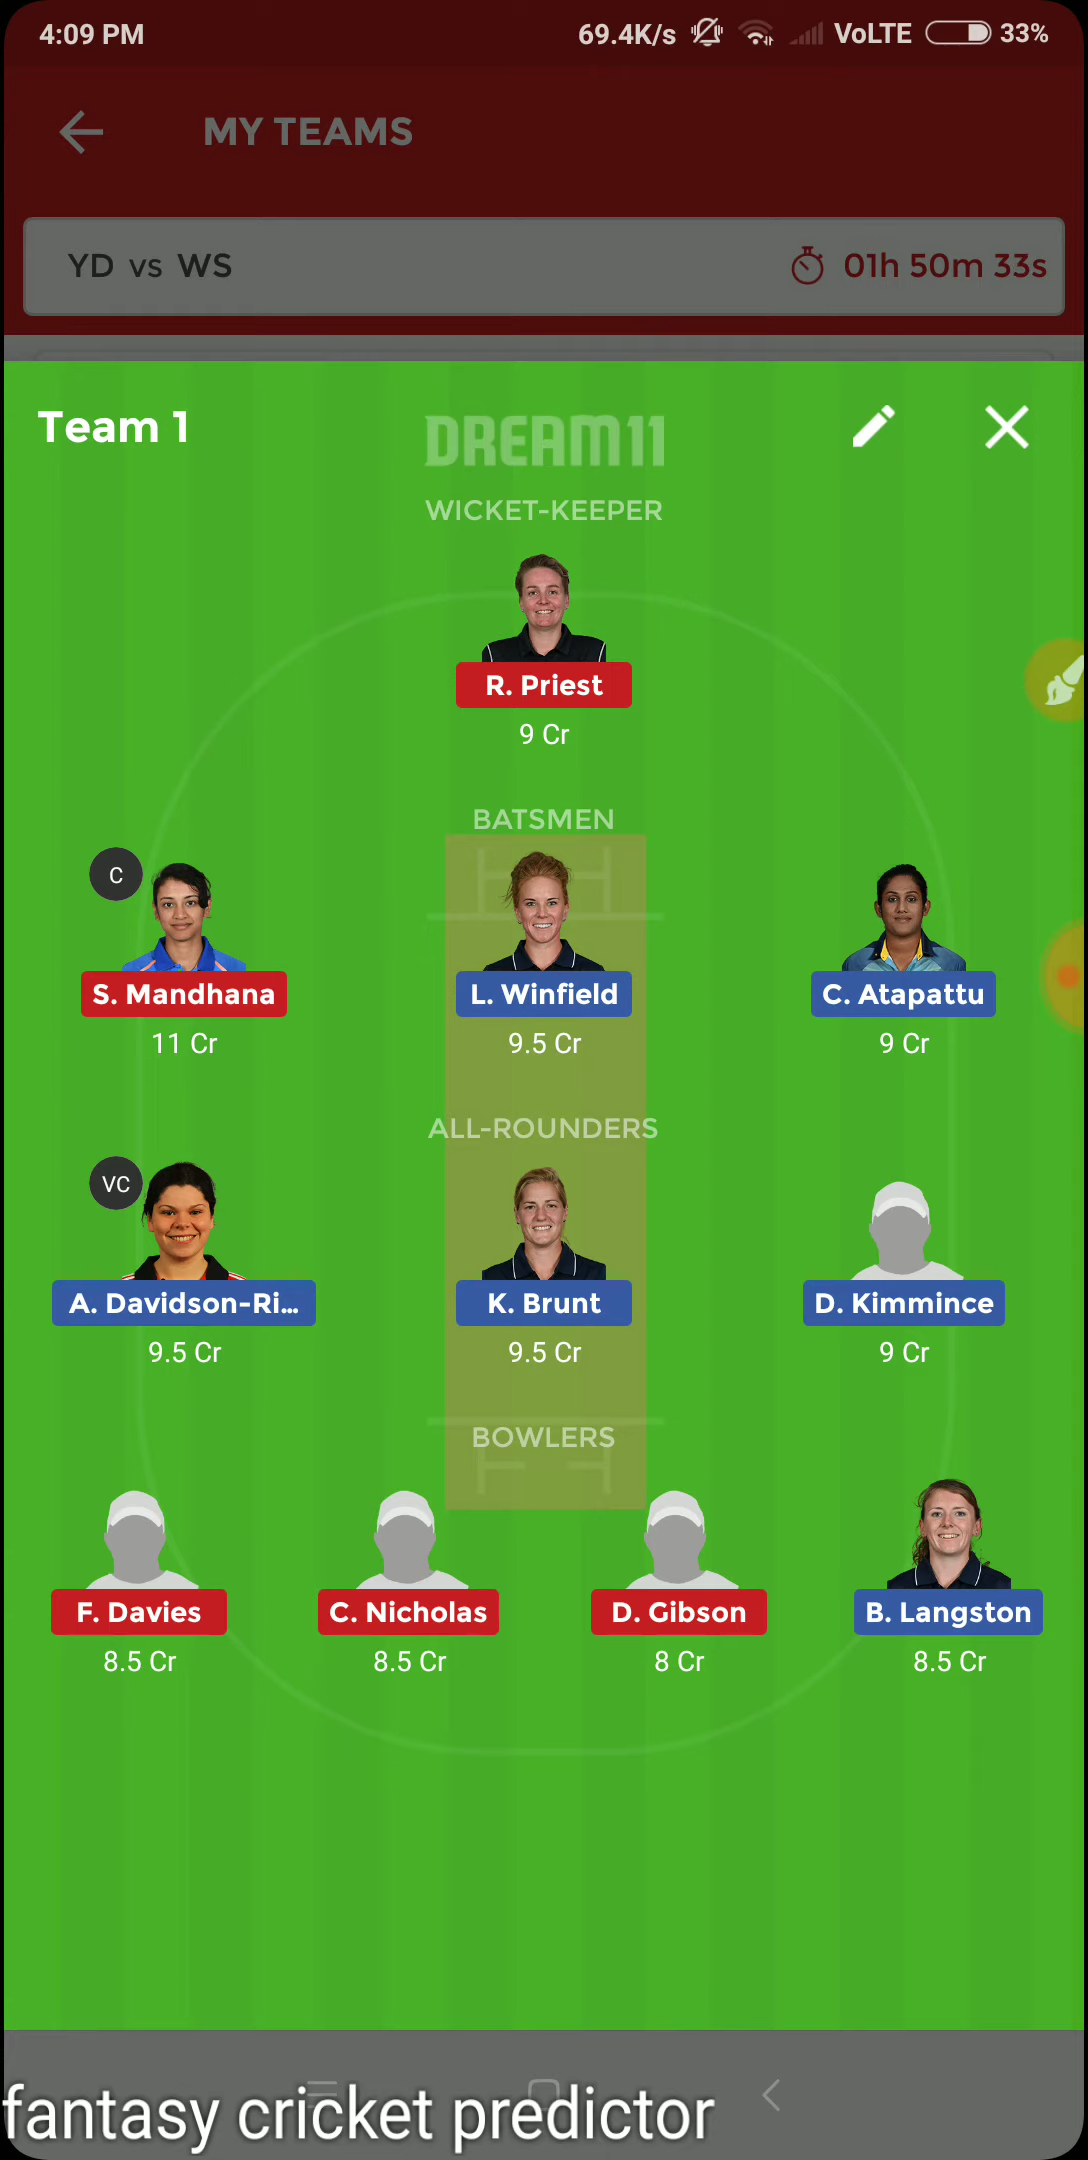 4:09 PM 69.4K/s VoLTE 33%
MY TEAMS
YD vs WS 01h 50m 33s
Team 1
DREAM11
WICKET-KEEPER
R. Priest
9 Cr
BATSMEN
C
S. Mandhana L. Winfield C. Atapattu
11 Cr 9.5 Cr 9 Cr
ALL-ROUNDERS
VC
A. Davidson-Ri... K. Brunt D. Kimmince
9.5 Cr 9.5 Cr 9 Cr
BOWLERS
F. Davies C. Nicholas D. Gibson B. Langston
8.5 Cr 8.5 Cr 8 Cr 8.5 Cr
fantasy cricket predictor